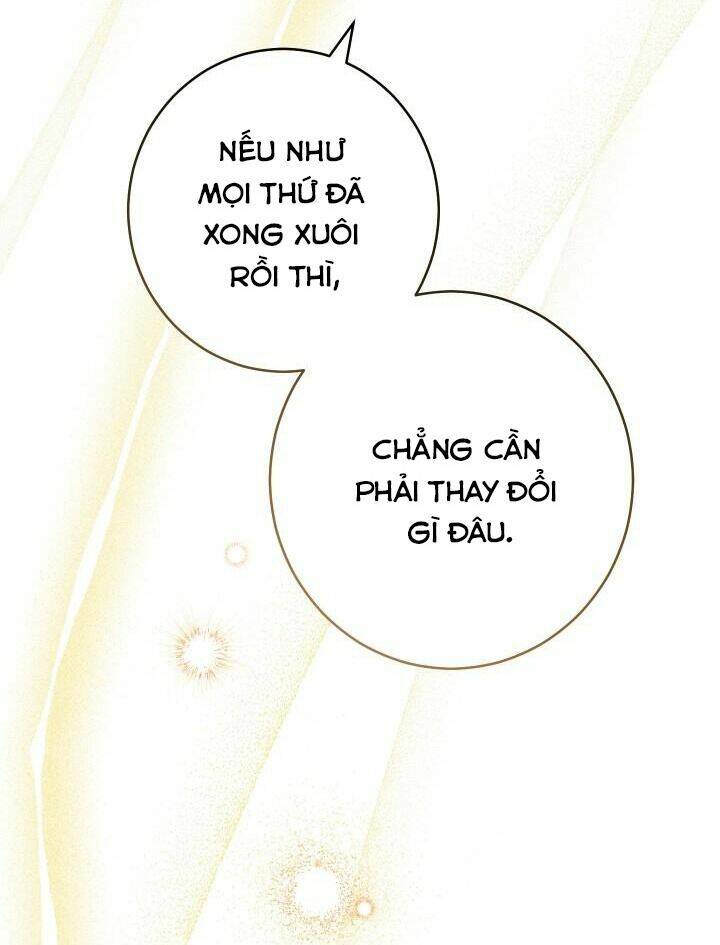 NẾU NHƯ
MỌI THỨ ĐÃ
XONG XUÔI
RỒI THÌ,
CHẲNG CẦN
PHẢI THAY ĐỔI
GÌ ĐÂU.